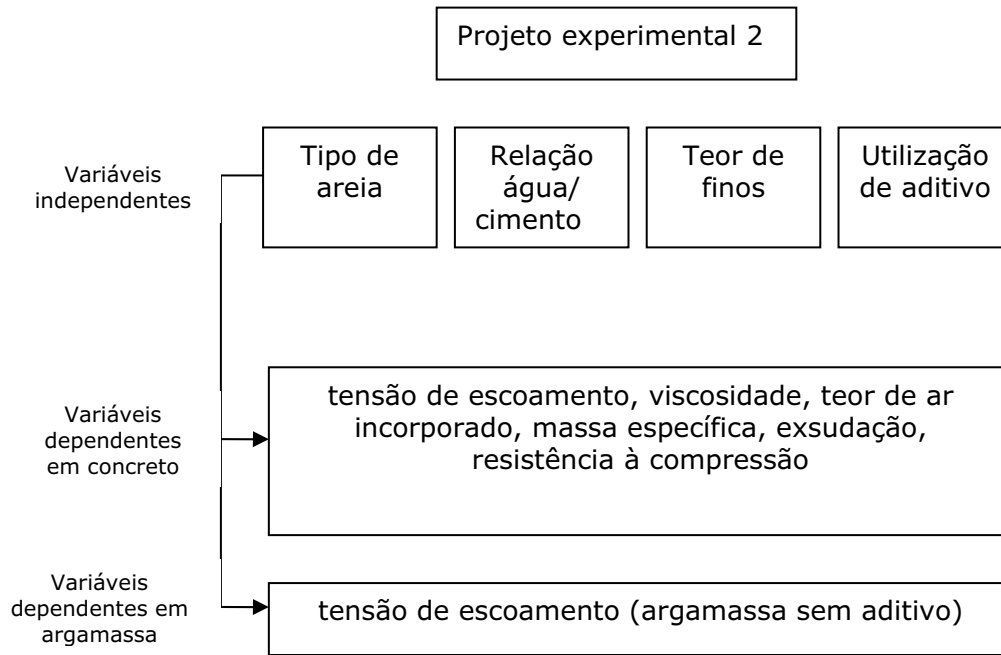 Projeto experimental 2
Variáveis
independentes
Tipo de
areia
Relação
água/
cimento
Teor de
finos
Utilização
de aditivo
Variáveis
dependentes
em concreto
tensão de escoamento, viscosidade, teor de ar
incorporado, massa específica, exsudação,
resistência à compressão
Variáveis
dependentes em
argamassa
tensão de escoamento (argamassa sem aditivo)